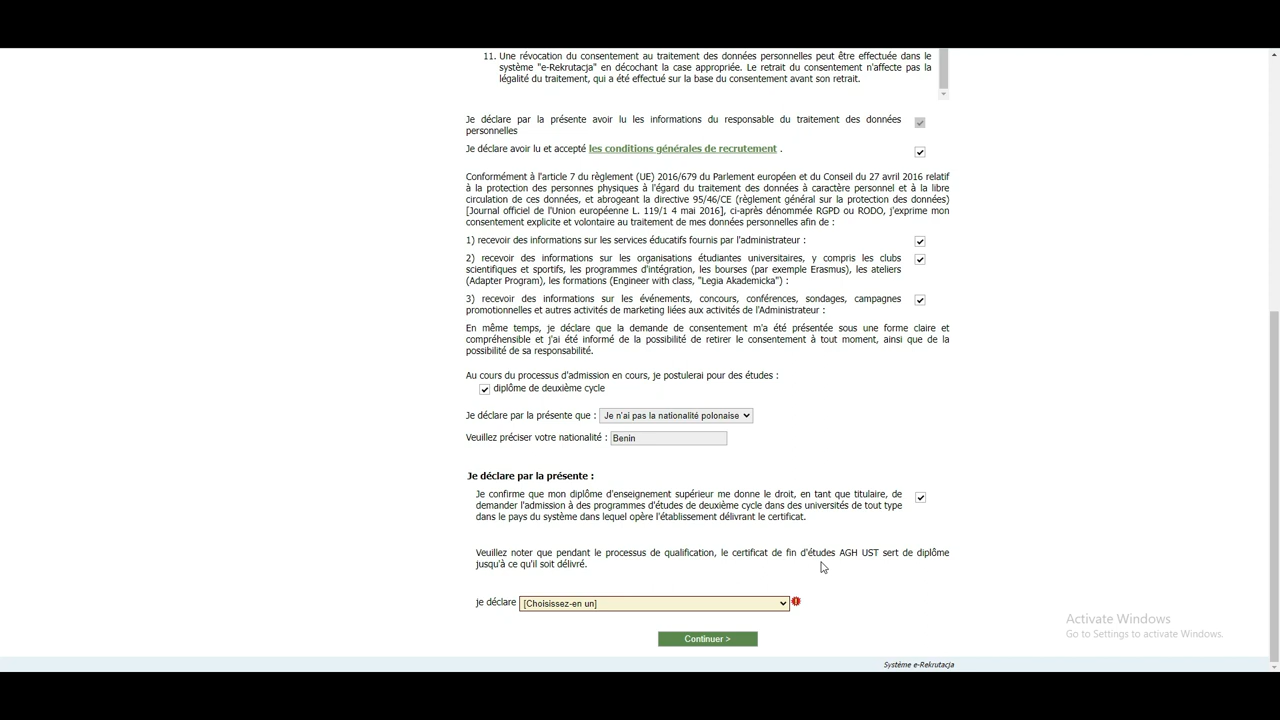 11. Une révocation du consentement au traitement des données personnelles peut être effectuée dans le
système "e-Rekrutacja" en décochant la case appropriée. Le retrait du consentement n'affecte pas la
légalité du traitement, qui a été effectué sur la base du consentement avant son retrait.
Je déclare par la présente avoir lu les informations du responsable du traitement des données
personnelles
Je déclare avoir lu et accepté les conditions générales de recrutement .
Conformément à l'article 7 du règlement (UE) 2016/679 du Parlement européen et du Conseil du 27 avril 2016 relatif
à la protection des personnes physiques à l'égard du traitement des données à caractère personnel et à la libre
circulation de ces données, et abrogeant la directive 95/46/CE (règlement général sur la protection des données)
[Journal officiel de l'Union européenne L. 119/1 4 mai 2016], ci-après dénommée RGPD ou RODO, j'exprime mon
consentement explicite et volontaire au traitement de mes données personnelles afin de :
1) recevoir des informations sur les services éducatifs fournis par l'administrateur :
2) recevoir des informations sur les organisations étudiantes universitaires, y compris les clubs
scientifiques et sportifs, les programmes d'intégration, les bourses (par exemple Erasmus), les ateliers
(Adapter Program), les formations (Engineer with class, "Legia Akademicka") :
3) recevoir des informations sur les événements, concours, conférences, sondages, campagnes
promotionnelles et autres activités de marketing liées aux activités de l'Administrateur :
En même temps, je déclare que la demande de consentement m'a été présentée sous une forme claire et
compréhensible et j'ai été informé de la possibilité de retirer le consentement à tout moment, ainsi que de la
possibilité de sa responsabilité.
Au cours du processus d'admission en cours, je postulerai pour des études :
diplôme de deuxième cycle
Je déclare par la présente que : Je n'ai pas la nationalité polonaise
Veuillez préciser votre nationalité : Benin
Je déclare par la présente :
Je confirme que mon diplôme d'enseignement supérieur me donne le droit, en tant que titulaire, de
demander l'admission à des programmes d'études de deuxième cycle dans des universités de tout type
dans le pays du système dans lequel opère l'établissement délivrant le certificat.
Veuillez noter que pendant le processus de qualification, le certificat de fin d'études AGH UST sert de diplôme
jusqu'à ce qu'il soit délivré.
je déclare [Choisissez-en un]
Continuer >
Activate Windows
Go to Settings to activate Windows.
Système e-Rekrutacja